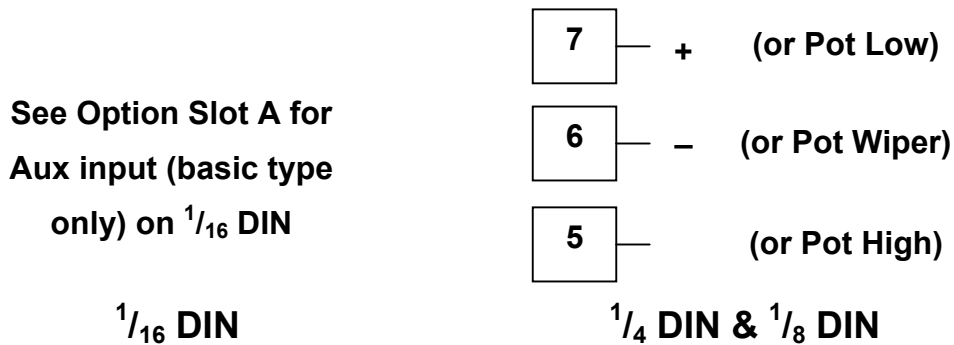 See Option Slot A for
Aux input (basic type
only) on 1/16 DIN
1/16 DIN
7 + (or Pot Low)
6 – (or Pot Wiper)
5 (or Pot High)
1/4 DIN & 1/8 DIN